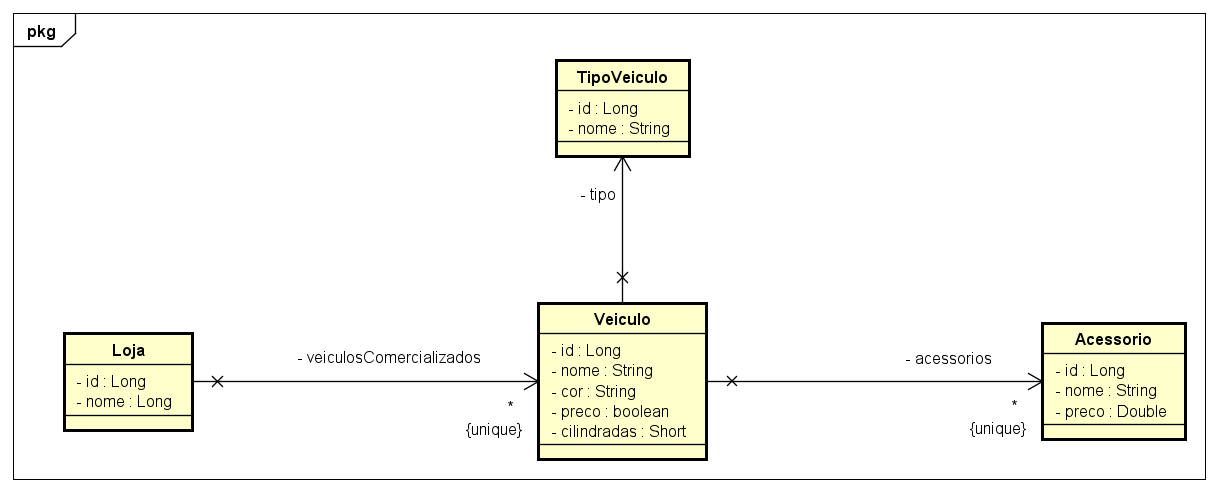 pkg
TipoVeiculo
- id : Long
- nome : String
- tipo
Loja
- id : Long
- nome : Long
- veiculosComercializados
*
{unique}
Veiculo
- id : Long
- nome : String
- cor : String
- preco : boolean
- cilindradas : Short
- acessorios
*
{unique}
Acessorio
- id : Long
- nome : String
- preco : Double